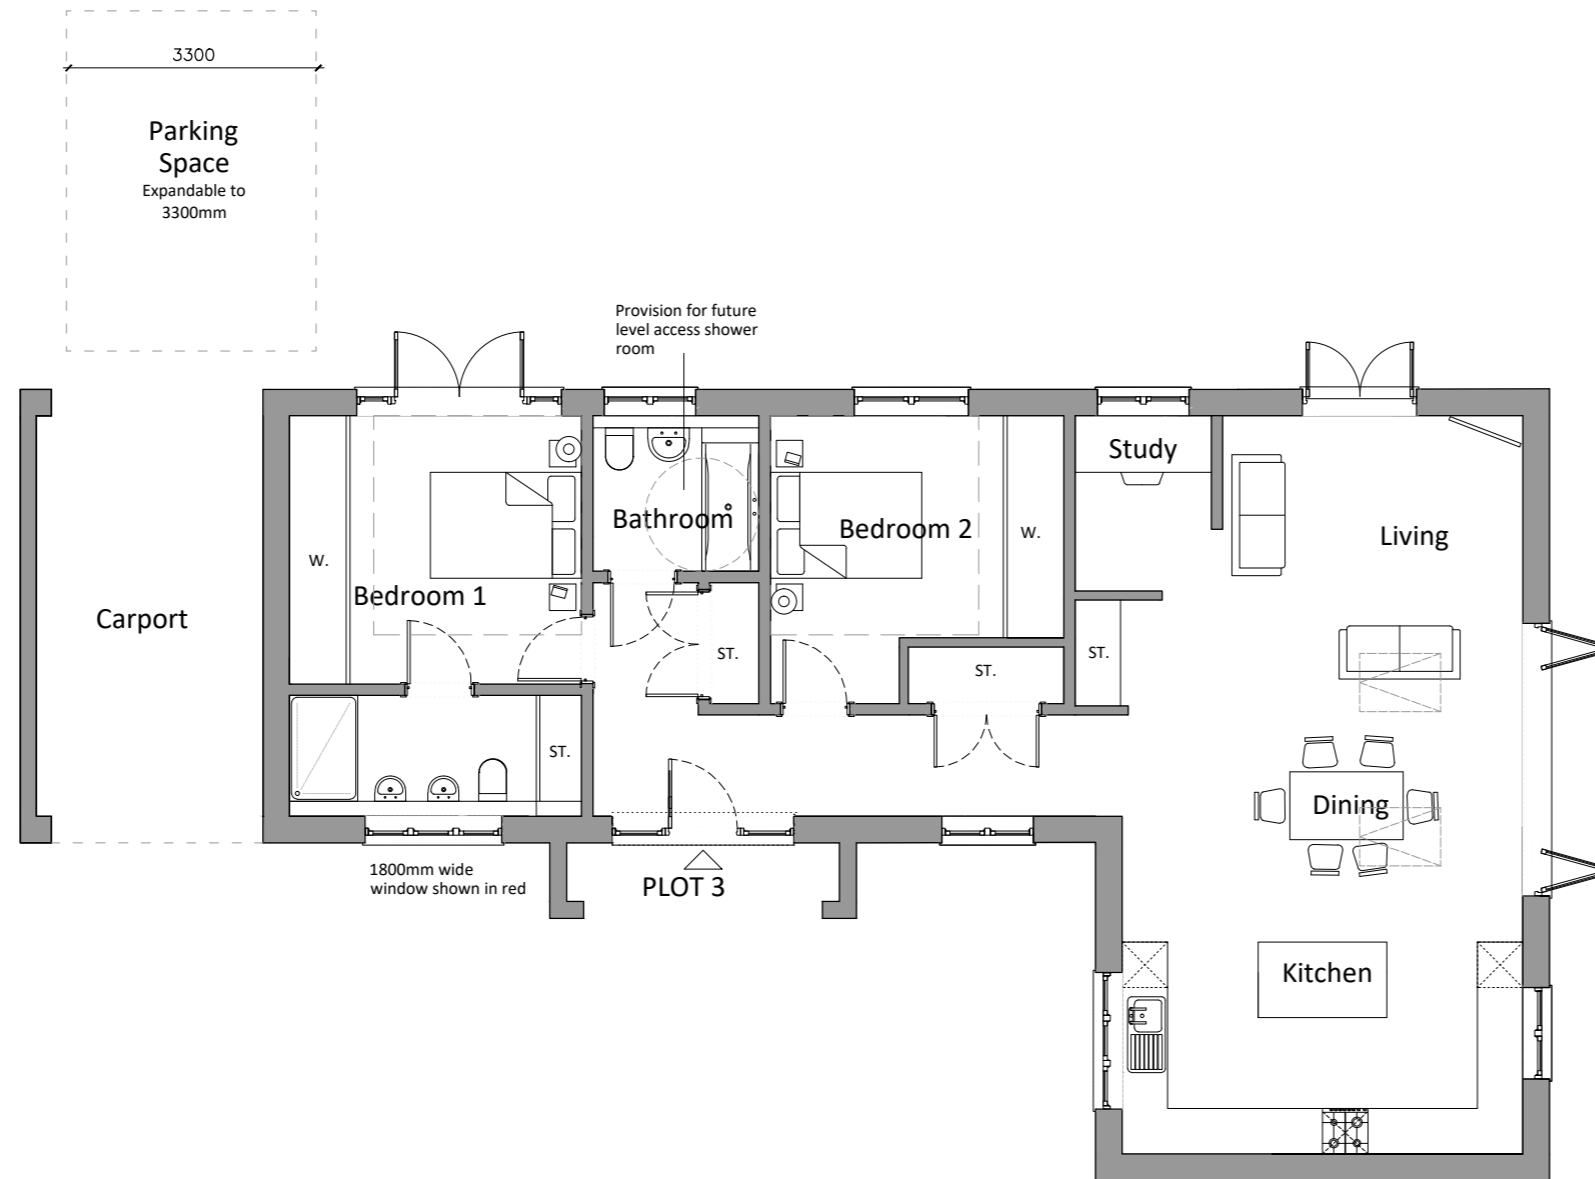 3300
Parking
Space
Expandable to
3300mm
Provision for future
level access shower
room
Study
Bathroom
Bedroom 2
W.
Living
W.
Bedroom 1
Carport
ST.
ST.
ST.
ST.
Dining
1800mm wide
window shown in red
PLOT 3
Kitchen